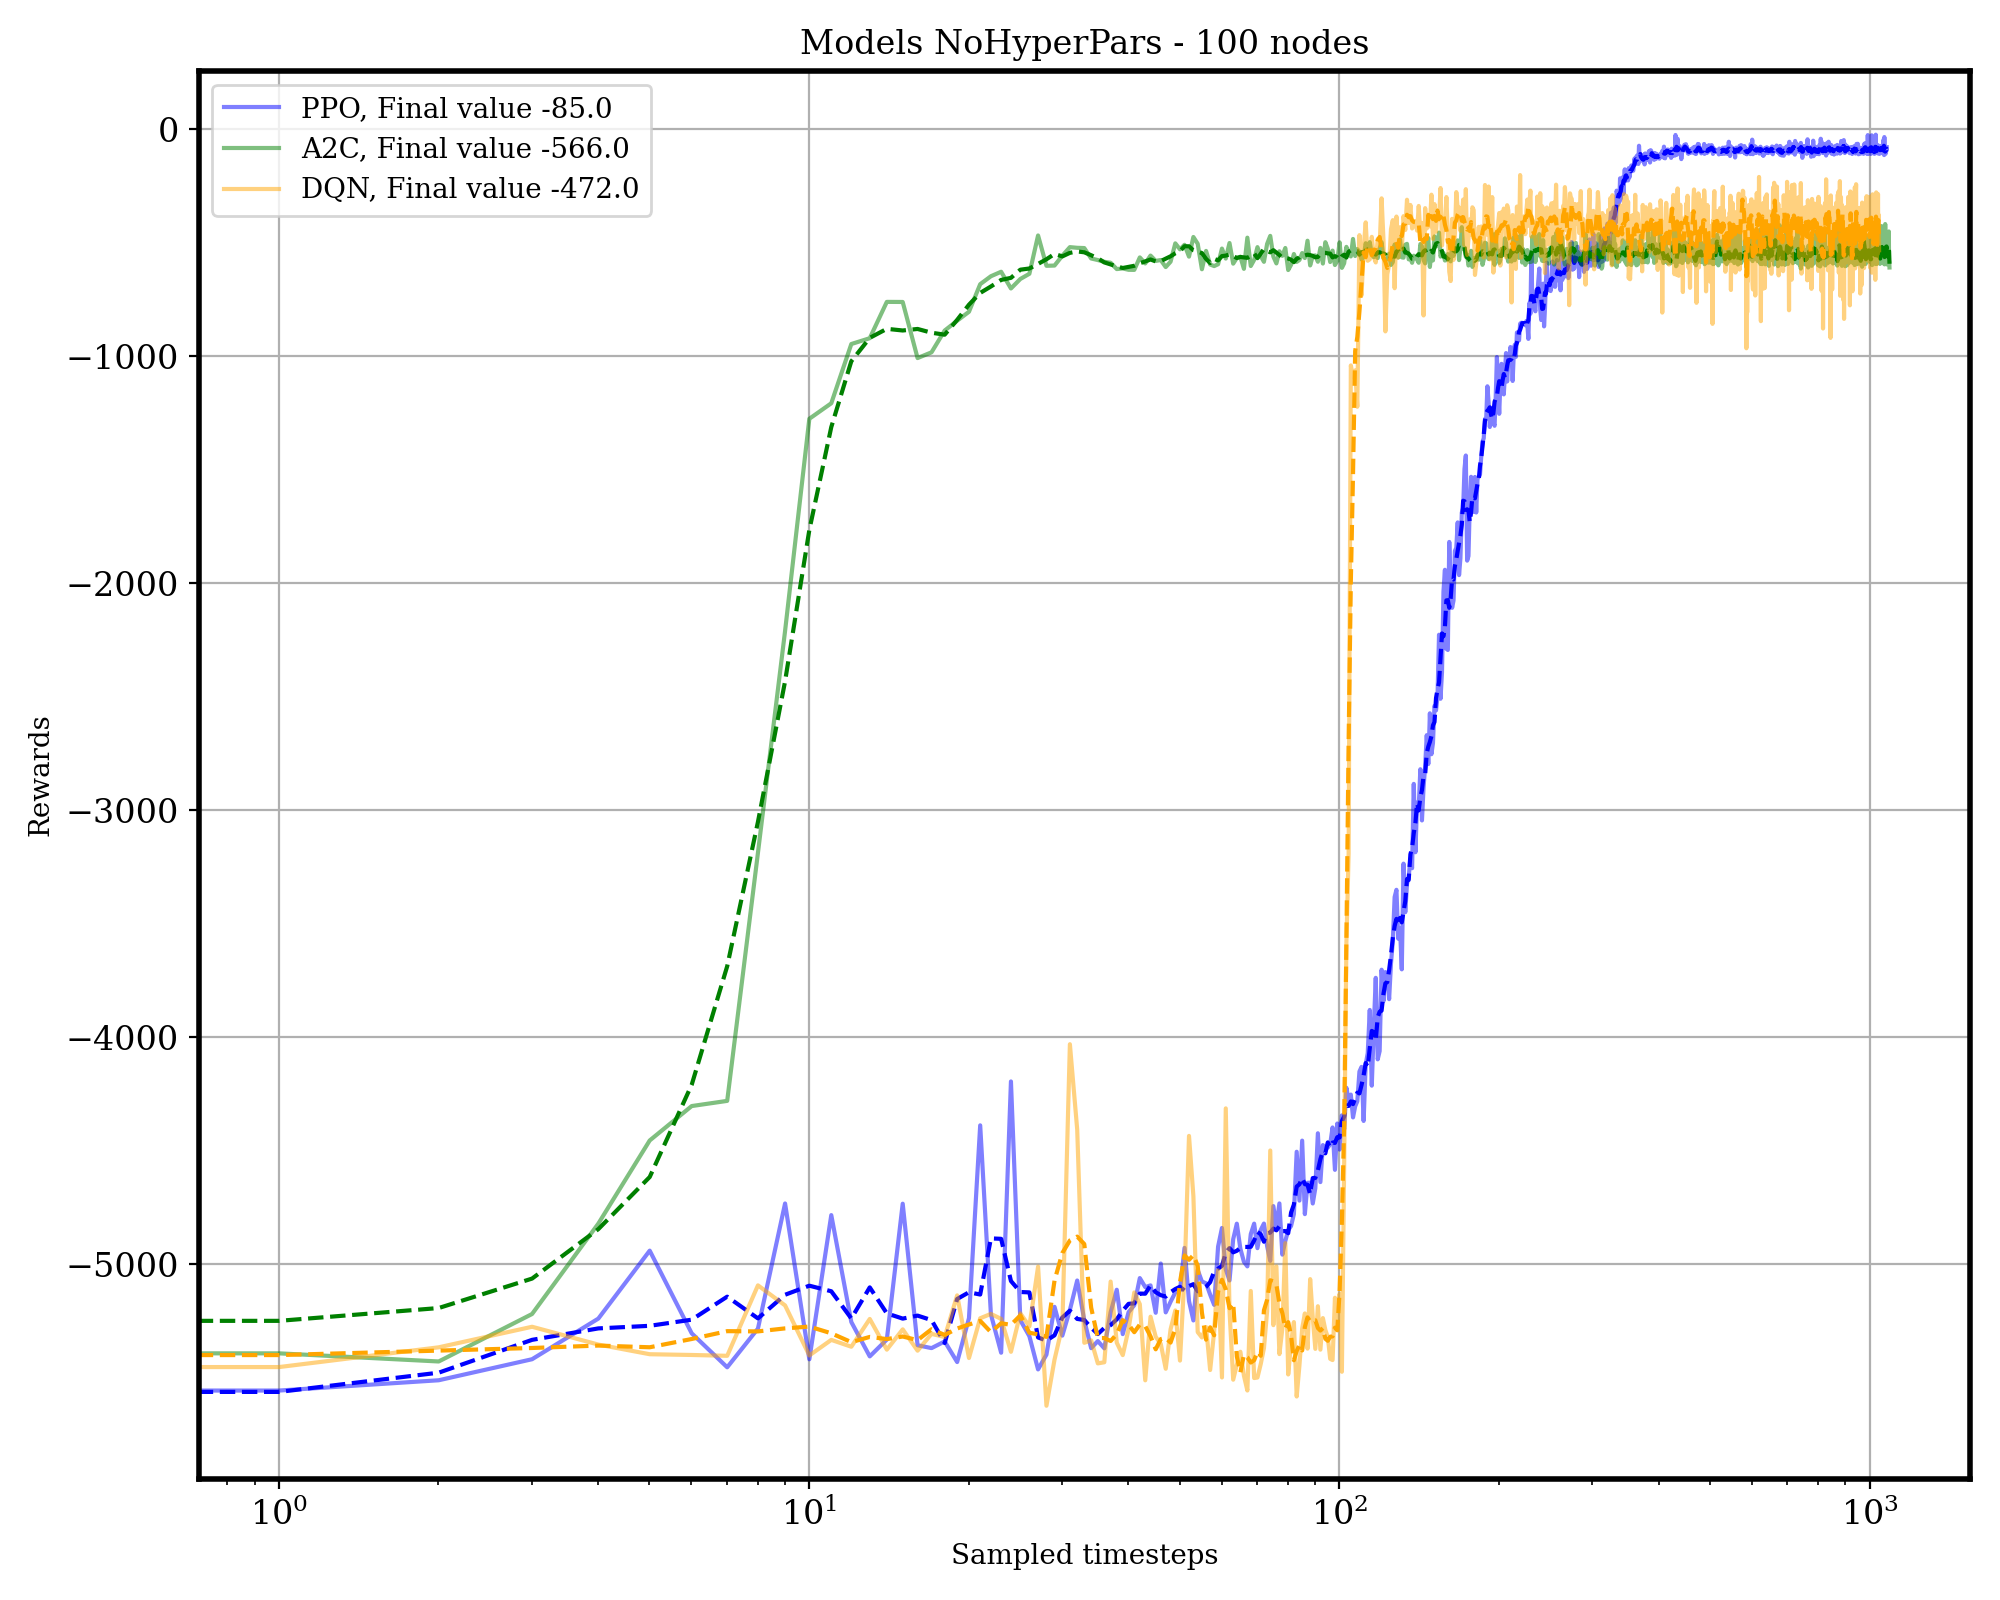 Models NoHyperPars - 100 nodes
PPO, Final value -85.0
A2C, Final value -566.0
DQN, Final value -472.0
0
−1000
−2000
−3000
−4000
−5000
Rewards
10⁰ 10¹ 10² 10³
Sampled timesteps